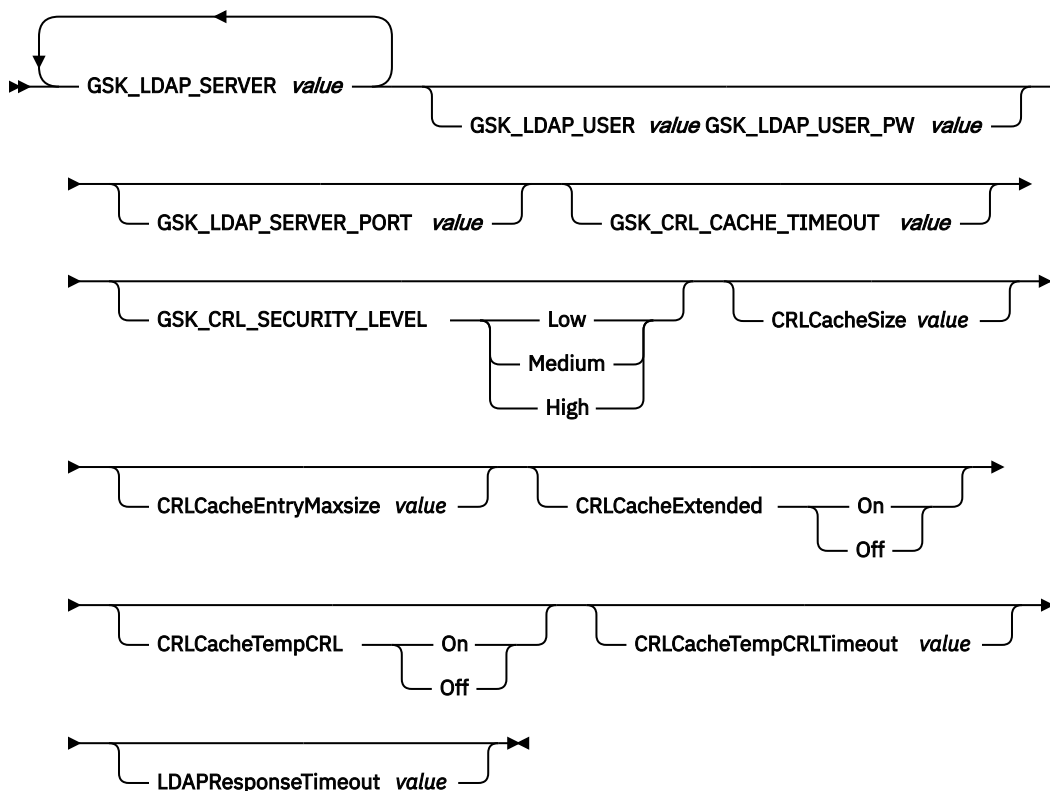 GSK_LDAP_SERVER value
GSK_LDAP_USER value GSK_LDAP_USER_PW value
GSK_LDAP_SERVER_PORT value GSK_CRL_CACHE_TIMEOUT value
GSK_CRL_SECURITY_LEVEL Low CRLCacheSize value
Medium
High
CRLCacheEntryMaxsize value CRLCacheExtended On
Off
CRLCacheTempCRL On CRLCacheTempCRLTimeout value
Off
LDAPResponseTimeout value